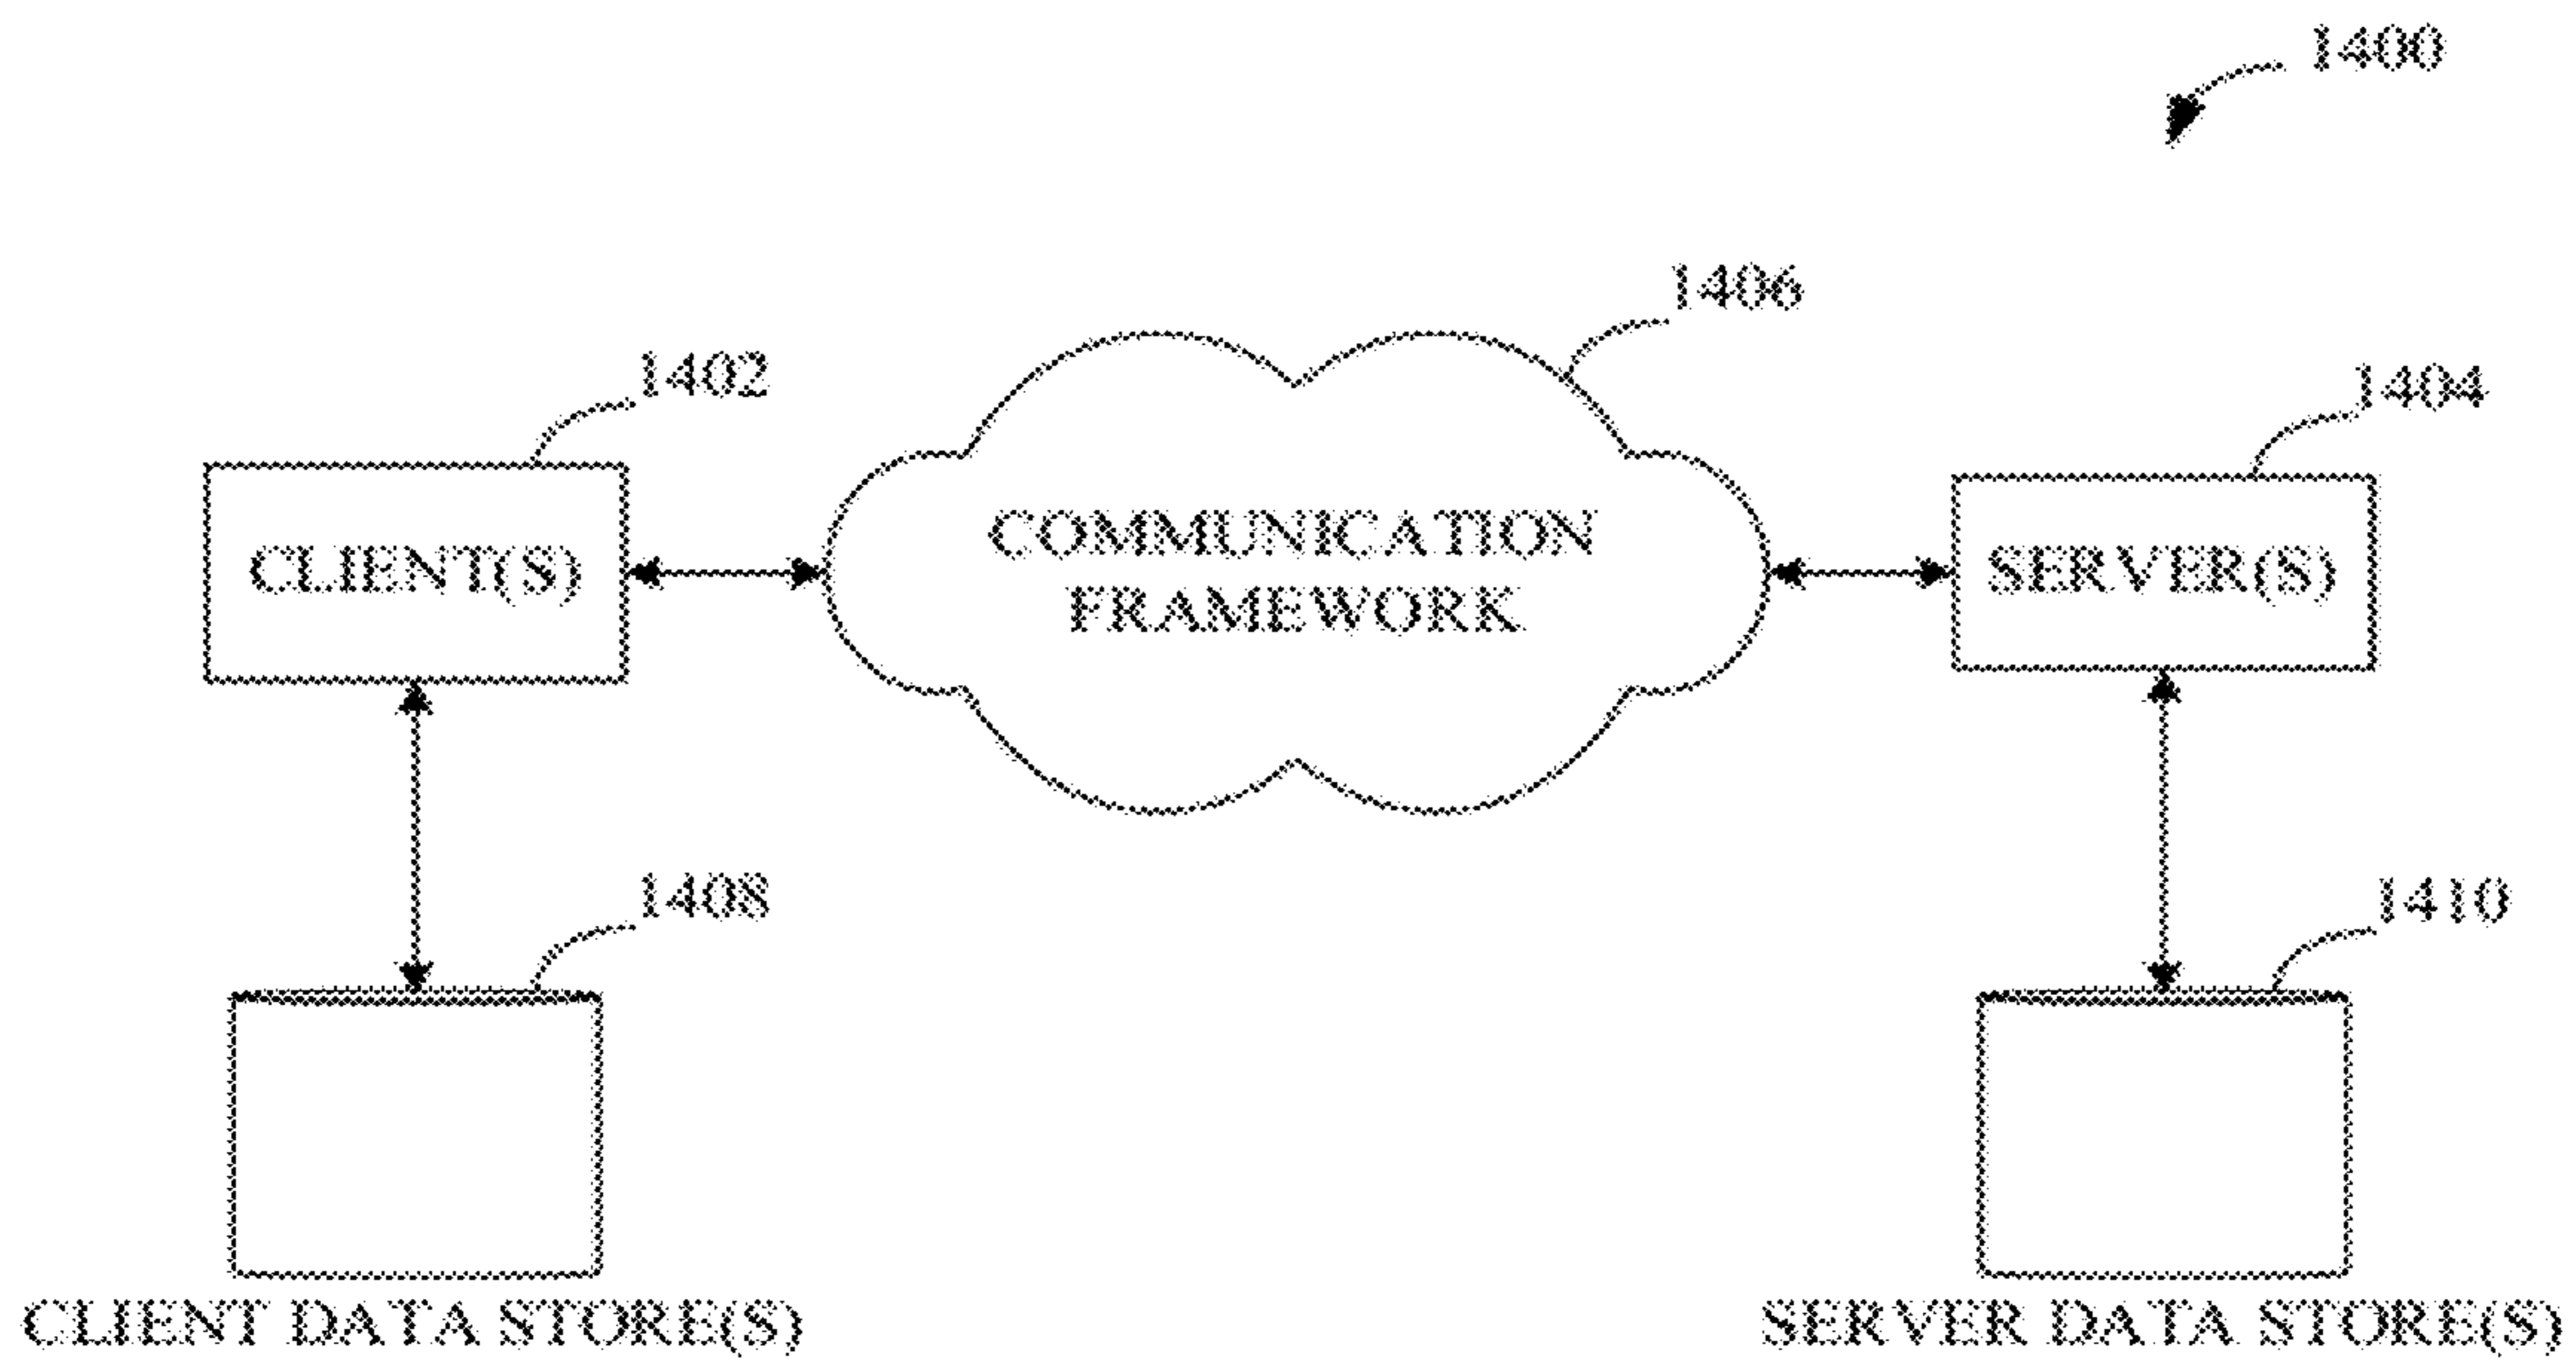 1400
1406
1402
1404
CLIENT(S)
COMMUNICATION
FRAMEWORK
SERVER(S)
1408
1410
CLIENT DATA STORE(S)
SERVER DATA STORE(S)